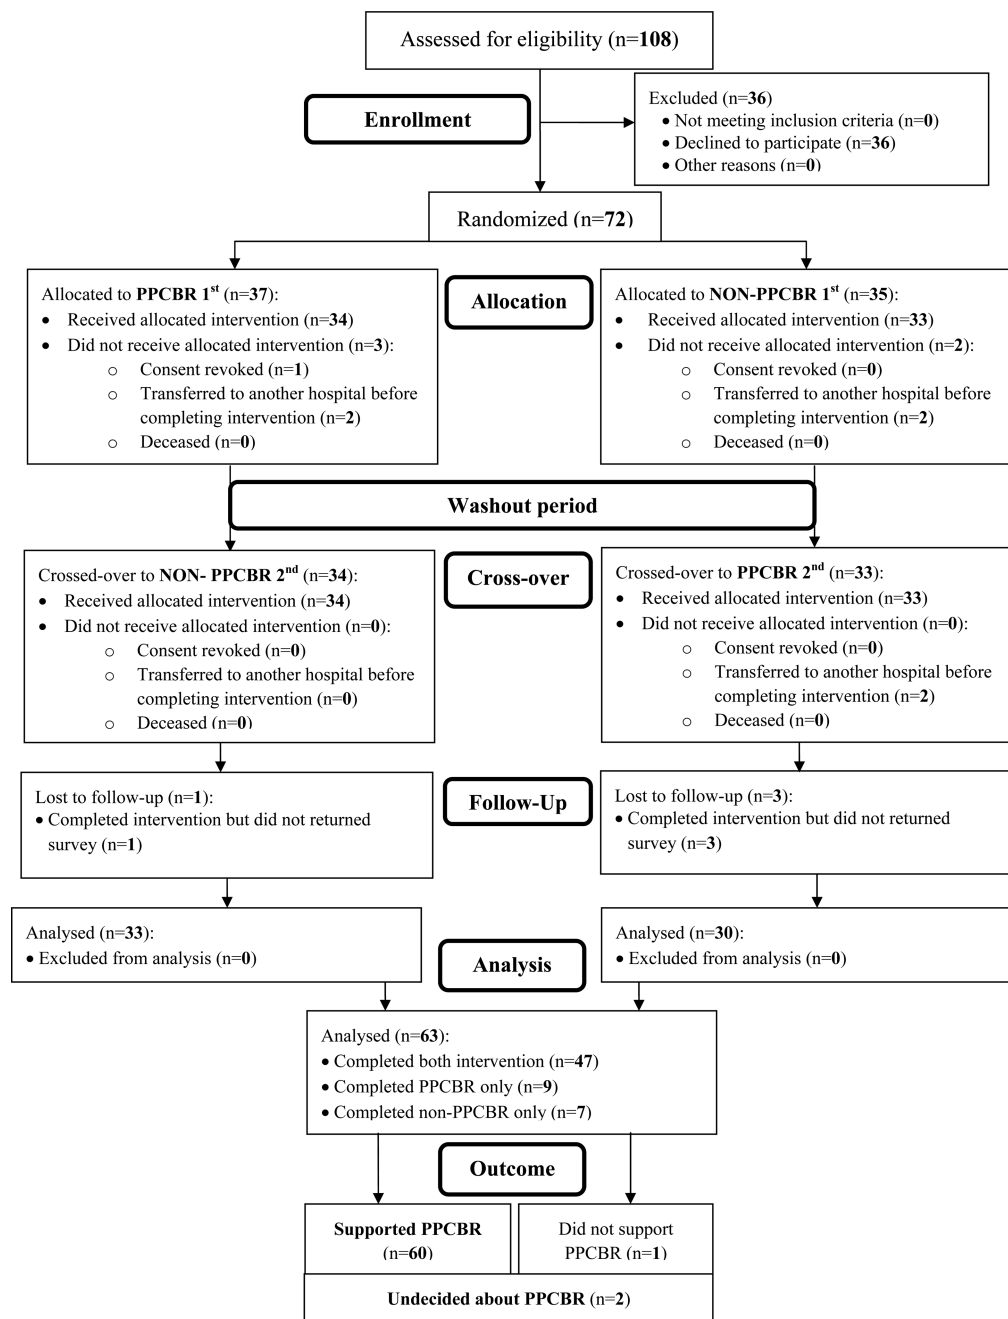 Assessed for eligibility (n=108)
Enrollment
Excluded (n=36)
• Not meeting inclusion criteria (n=0)
• Declined to participate (n=36)
• Other reasons (n=0)
Randomized (n=72)
Allocated to PPCBR 1st (n=37):
• Received allocated intervention (n=34)
• Did not receive allocated intervention (n=3):
o Consent revoked (n=1)
o Transferred to another hospital before
completing intervention (n=2)
o Deceased (n=0)
Allocation
Allocated to NON-PPCBR 1st (n=35):
• Received allocated intervention (n=33)
• Did not receive allocated intervention (n=2):
o Consent revoked (n=0)
o Transferred to another hospital before
completing intervention (n=2)
o Deceased (n=0)
Washout period
Crossed-over to NON- PPCBR 2nd (n=34):
• Received allocated intervention (n=34)
• Did not receive allocated intervention (n=0):
o Consent revoked (n=0)
o Transferred to another hospital before
completing intervention (n=0)
o Deceased (n=0)
Cross-over
Crossed-over to PPCBR 2nd (n=33):
• Received allocated intervention (n=33)
• Did not receive allocated intervention (n=0):
o Consent revoked (n=0)
o Transferred to another hospital before
completing intervention (n=2)
o Deceased (n=0)
Lost to follow-up (n=1):
• Completed intervention but did not returned
survey (n=1)
Follow-Up
Lost to follow-up (n=3):
• Completed intervention but did not returned
survey (n=3)
Analysed (n=33):
• Excluded from analysis (n=0)
Analysis
Analysed (n=30):
• Excluded from analysis (n=0)
Analysed (n=63):
• Completed both intervention (n=47)
• Completed PPCBR only (n=9)
• Completed non-PPCBR only (n=7)
Outcome
Supported PPCBR
(n=60)
Did not support
PPCBR (n=1)
Undecided about PPCBR (n=2)